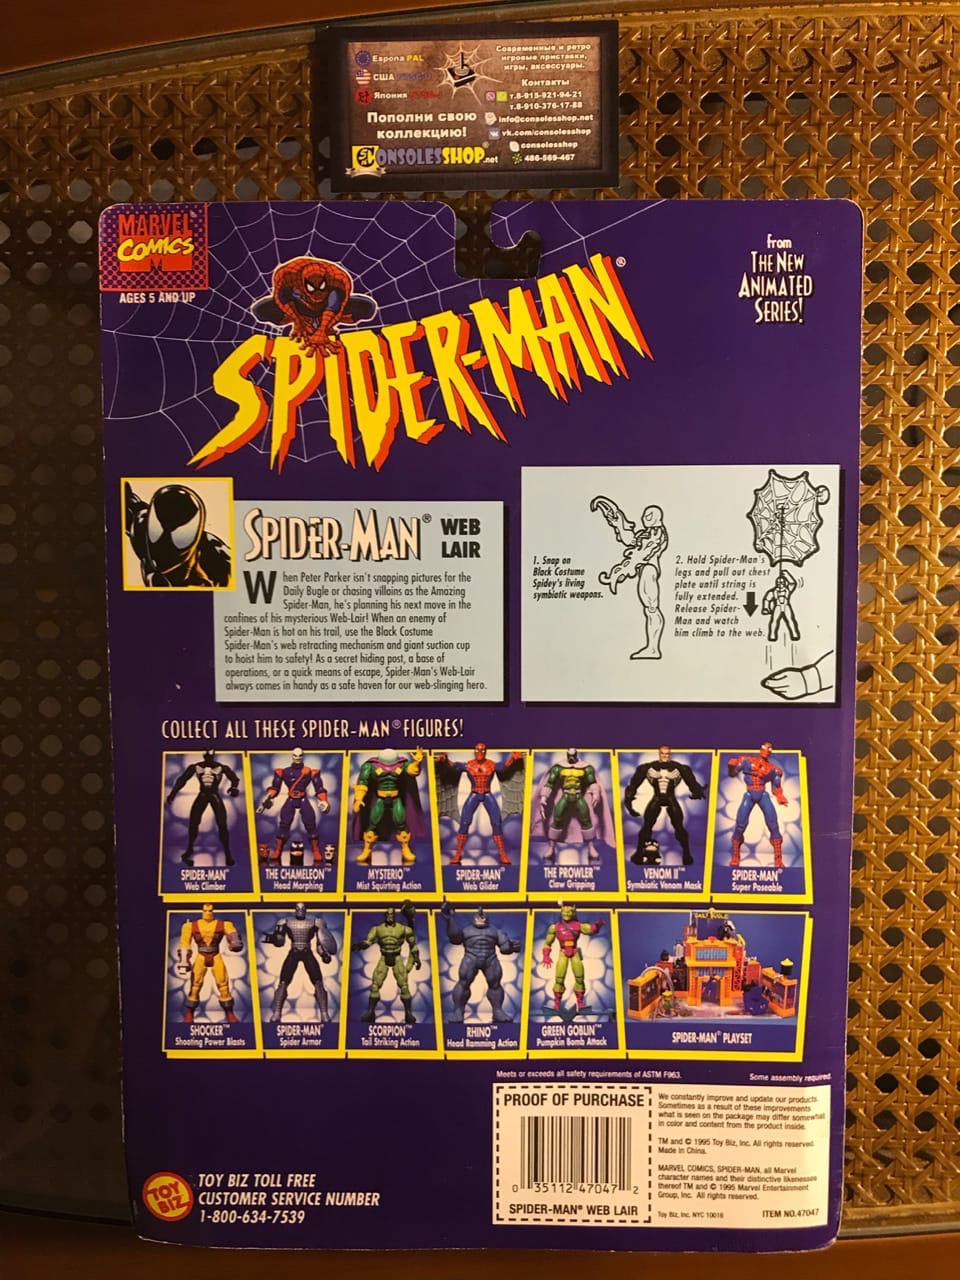 Европа PAL
США
Япония
Современные и ретро
игровые приставки,
игры, аксессуары.
Контакты
т.8-915-921-94-21
т.8-910-376-17-88
info@consolesshop.net
vk.com/consolesshop
consolesshop
486-569-467
Пополни свою
коллекцию!
CONSOLESSHOP.net
MARVEL
COMICS
AGES 5 AND UP
SPIDER-MAN®
from
THE NEW
ANIMATED
SERIES!
SPIDER-MAN® WEB
LAIR
When Peter Parker isn't snapping pictures for the
Daily Bugle or chasing villains as the Amazing
Spider-Man, he's planning his next move in the
confines of his mysterious Web-Lair! When an enemy of
Spider-Man is hot on his trail, use the Black Costume
Spider-Man's web retracting mechanism and giant suction cup
to hoist him to safety! As a secret hiding post, a base of
operations, or a quick means of escape, Spider-Man's Web-Lair
always comes in handy as a safe haven for our web-slinging hero.
1. Snap on
Black Costume
Spidey's living
symbiotic weapons.
2. Hold Spider-Man's
legs and pull out chest
plate until string is
fully extended.
Release Spider-
Man and watch
him climb to the web.
COLLECT ALL THESE SPIDER-MAN® FIGURES!
SPIDER-MAN®
Web Climber
THE CHAMELEON™
Head Morphing
MYSTERIO™
Mist Squirting Action
SPIDER-MAN®
Web Glider
THE PROWLER™
Claw Gripping
VENOM II™
Symbiotic Venom Mask
SPIDER-MAN®
Super Poseable
SHOCKER™
Shooting Power Blasts
SPIDER-MAN®
Spider Armor
SCORPION™
Tail Striking Action
RHINO™
Head Ramming Action
GREEN GOBLIN™
Pumpkin Bomb Attack
DAILY BUGLE
SPIDER-MAN® PLAYSET
Meets or exceeds all safety requirements of ASTM F963.
Some assembly required.
PROOF OF PURCHASE
0 35112 47047 2
SPIDER-MAN® WEB LAIR
We constantly improve and update our products.
Sometimes as a result of these improvements
what is seen on the package may differ somewhat
in color and content from the product inside.
TM and © 1995 Toy Biz, Inc. All rights reserved.
Made in China.
MARVEL COMICS, SPIDER-MAN, all Marvel
character names and their distinctive likenesses
thereof TM and © 1995 Marvel Entertainment
Group, Inc. All rights reserved.
Toy Biz, Inc. NYC 10016
ITEM NO.47047
TOY
BIZ
TOY BIZ TOLL FREE
CUSTOMER SERVICE NUMBER
1-800-634-7539